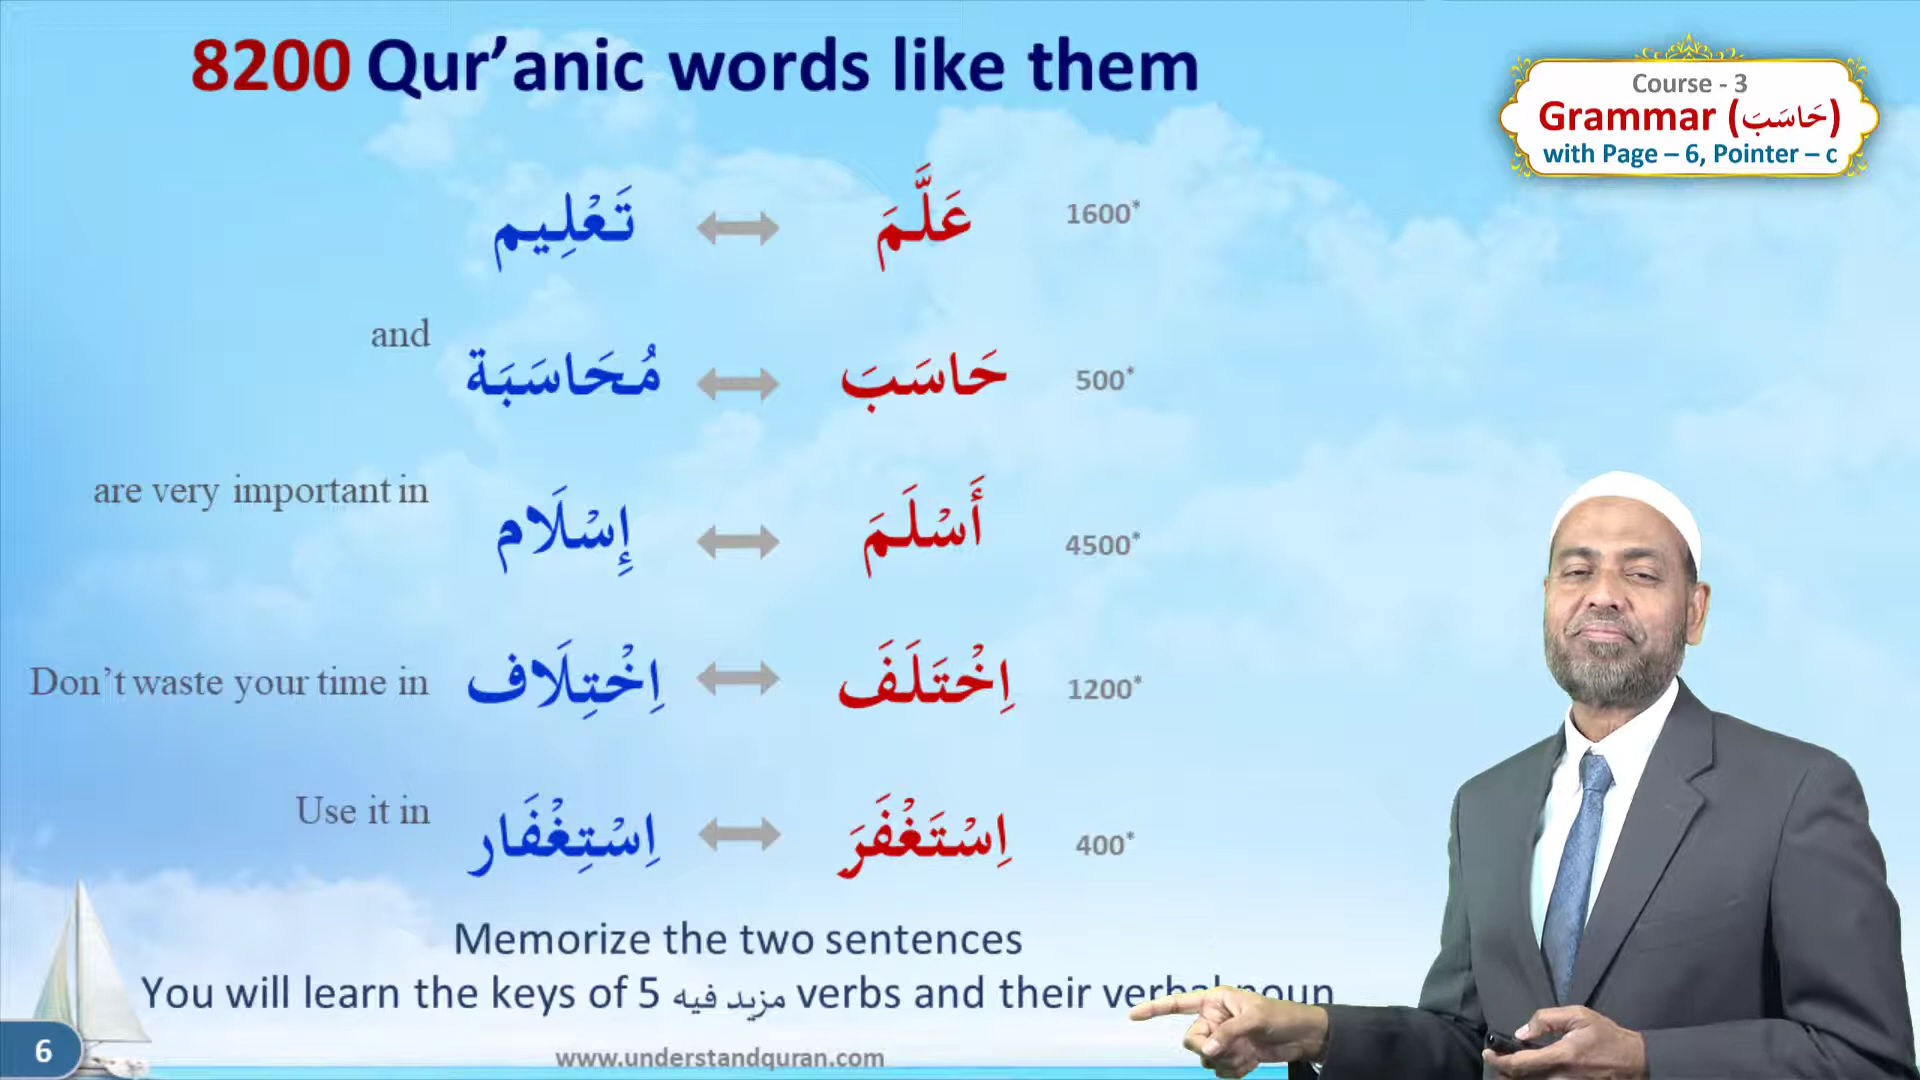 8200 Qur’anic words like them
Course - 3
Grammar (حَاسَبَ)
with Page – 6, Pointer – c
تَعْلِيم عَلَّمَ 1600*
and
مُحَاسَبَة حَاسَبَ 500*
are very important in إِسْلَام أَسْلَمَ 4500*
Don’t waste your time in اِخْتِلَاف اِخْتَلَفَ 1200*
Use it in اِسْتِغْفَار اِسْتَغْفَرَ 400*
Memorize the two sentences
You will learn the keys of 5 مزيد فيه verbs and their verbal noun
6
www.understandquran.com